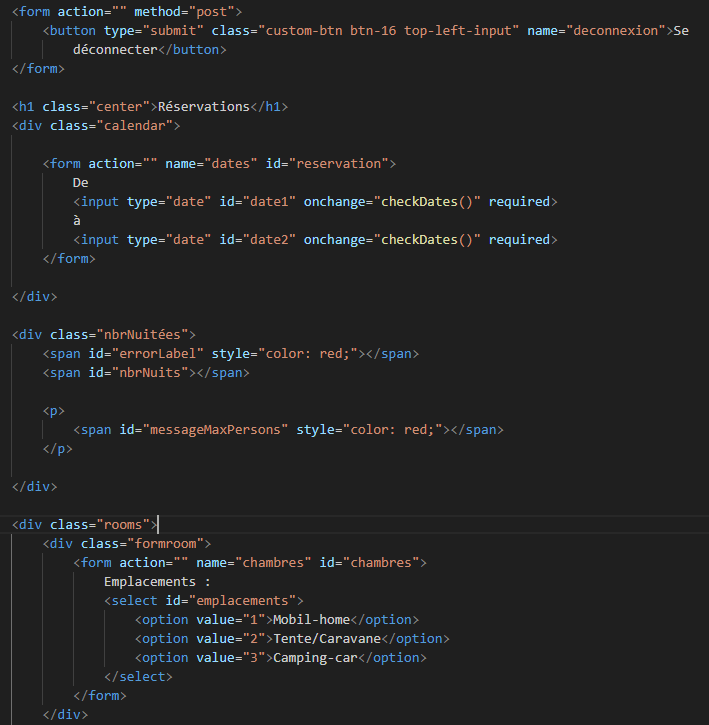 <form action="" method="post">
<button type="submit" class="custom-btn btn-16 top-left-input" name="deconnexion">Se
déconnecter</button>
</form>
<h1 class="center">Réservations</h1>
<div class="calendar">
<form action="" name="dates" id="reservation">
De
<input type="date" id="date1" onchange="checkDates()" required>
à
<input type="date" id="date2" onchange="checkDates()" required>
</form>
</div>
<div class="nbrNuitées">
<span id="errorLabel" style="color: red;"></span>
<span id="nbrNuits"></span>
<p>
<span id="messageMaxPersons" style="color: red;"></span>
</p>
</div>
<div class="rooms">
<div class="formroom">
<form action="" name="chambres" id="chambres">
Emplacements :
<select id="emplacements">
<option value="1">Mobil-home</option>
<option value="2">Tente/Caravane</option>
<option value="3">Camping-car</option>
</select>
</form>
</div>